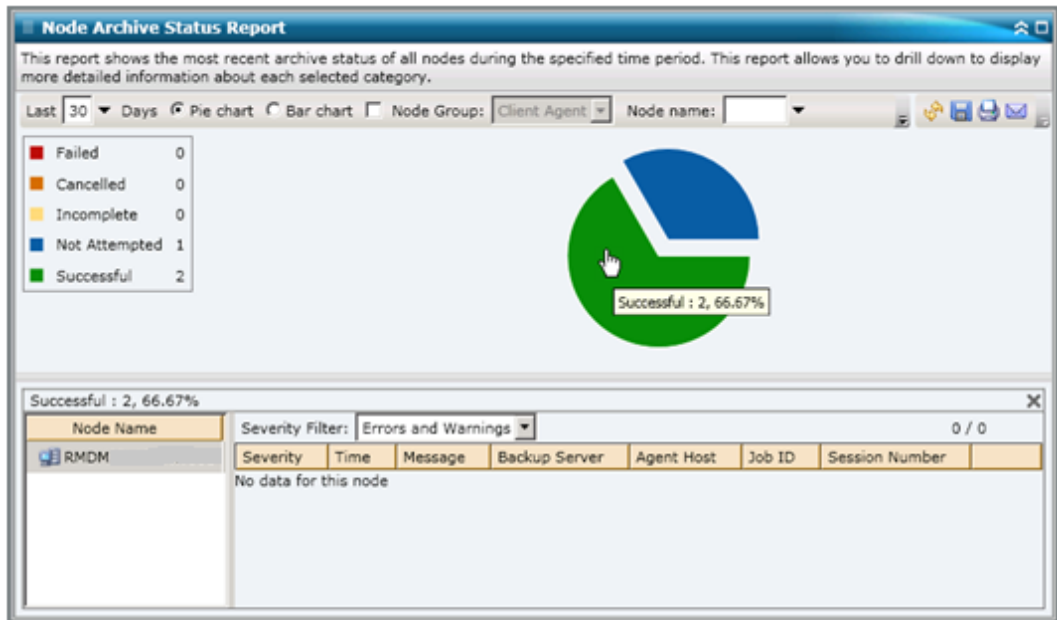 Node Archive Status Report
This report shows the most recent archive status of all nodes during the specified time period. This report allows you to drill down to display
more detailed information about each selected category.
Last 30 Days Pie chart Bar chart Node Group: Client Agent Node name:
Failed 0
Cancelled 0
Incomplete 0
Not Attempted 1
Successful 2
Successful : 2, 66.67%
Successful : 2, 66.67%
Node Name
Severity Filter: Errors and Warnings 0 / 0
RMDM
Severity Time Message Backup Server Agent Host Job ID Session Number
No data for this node